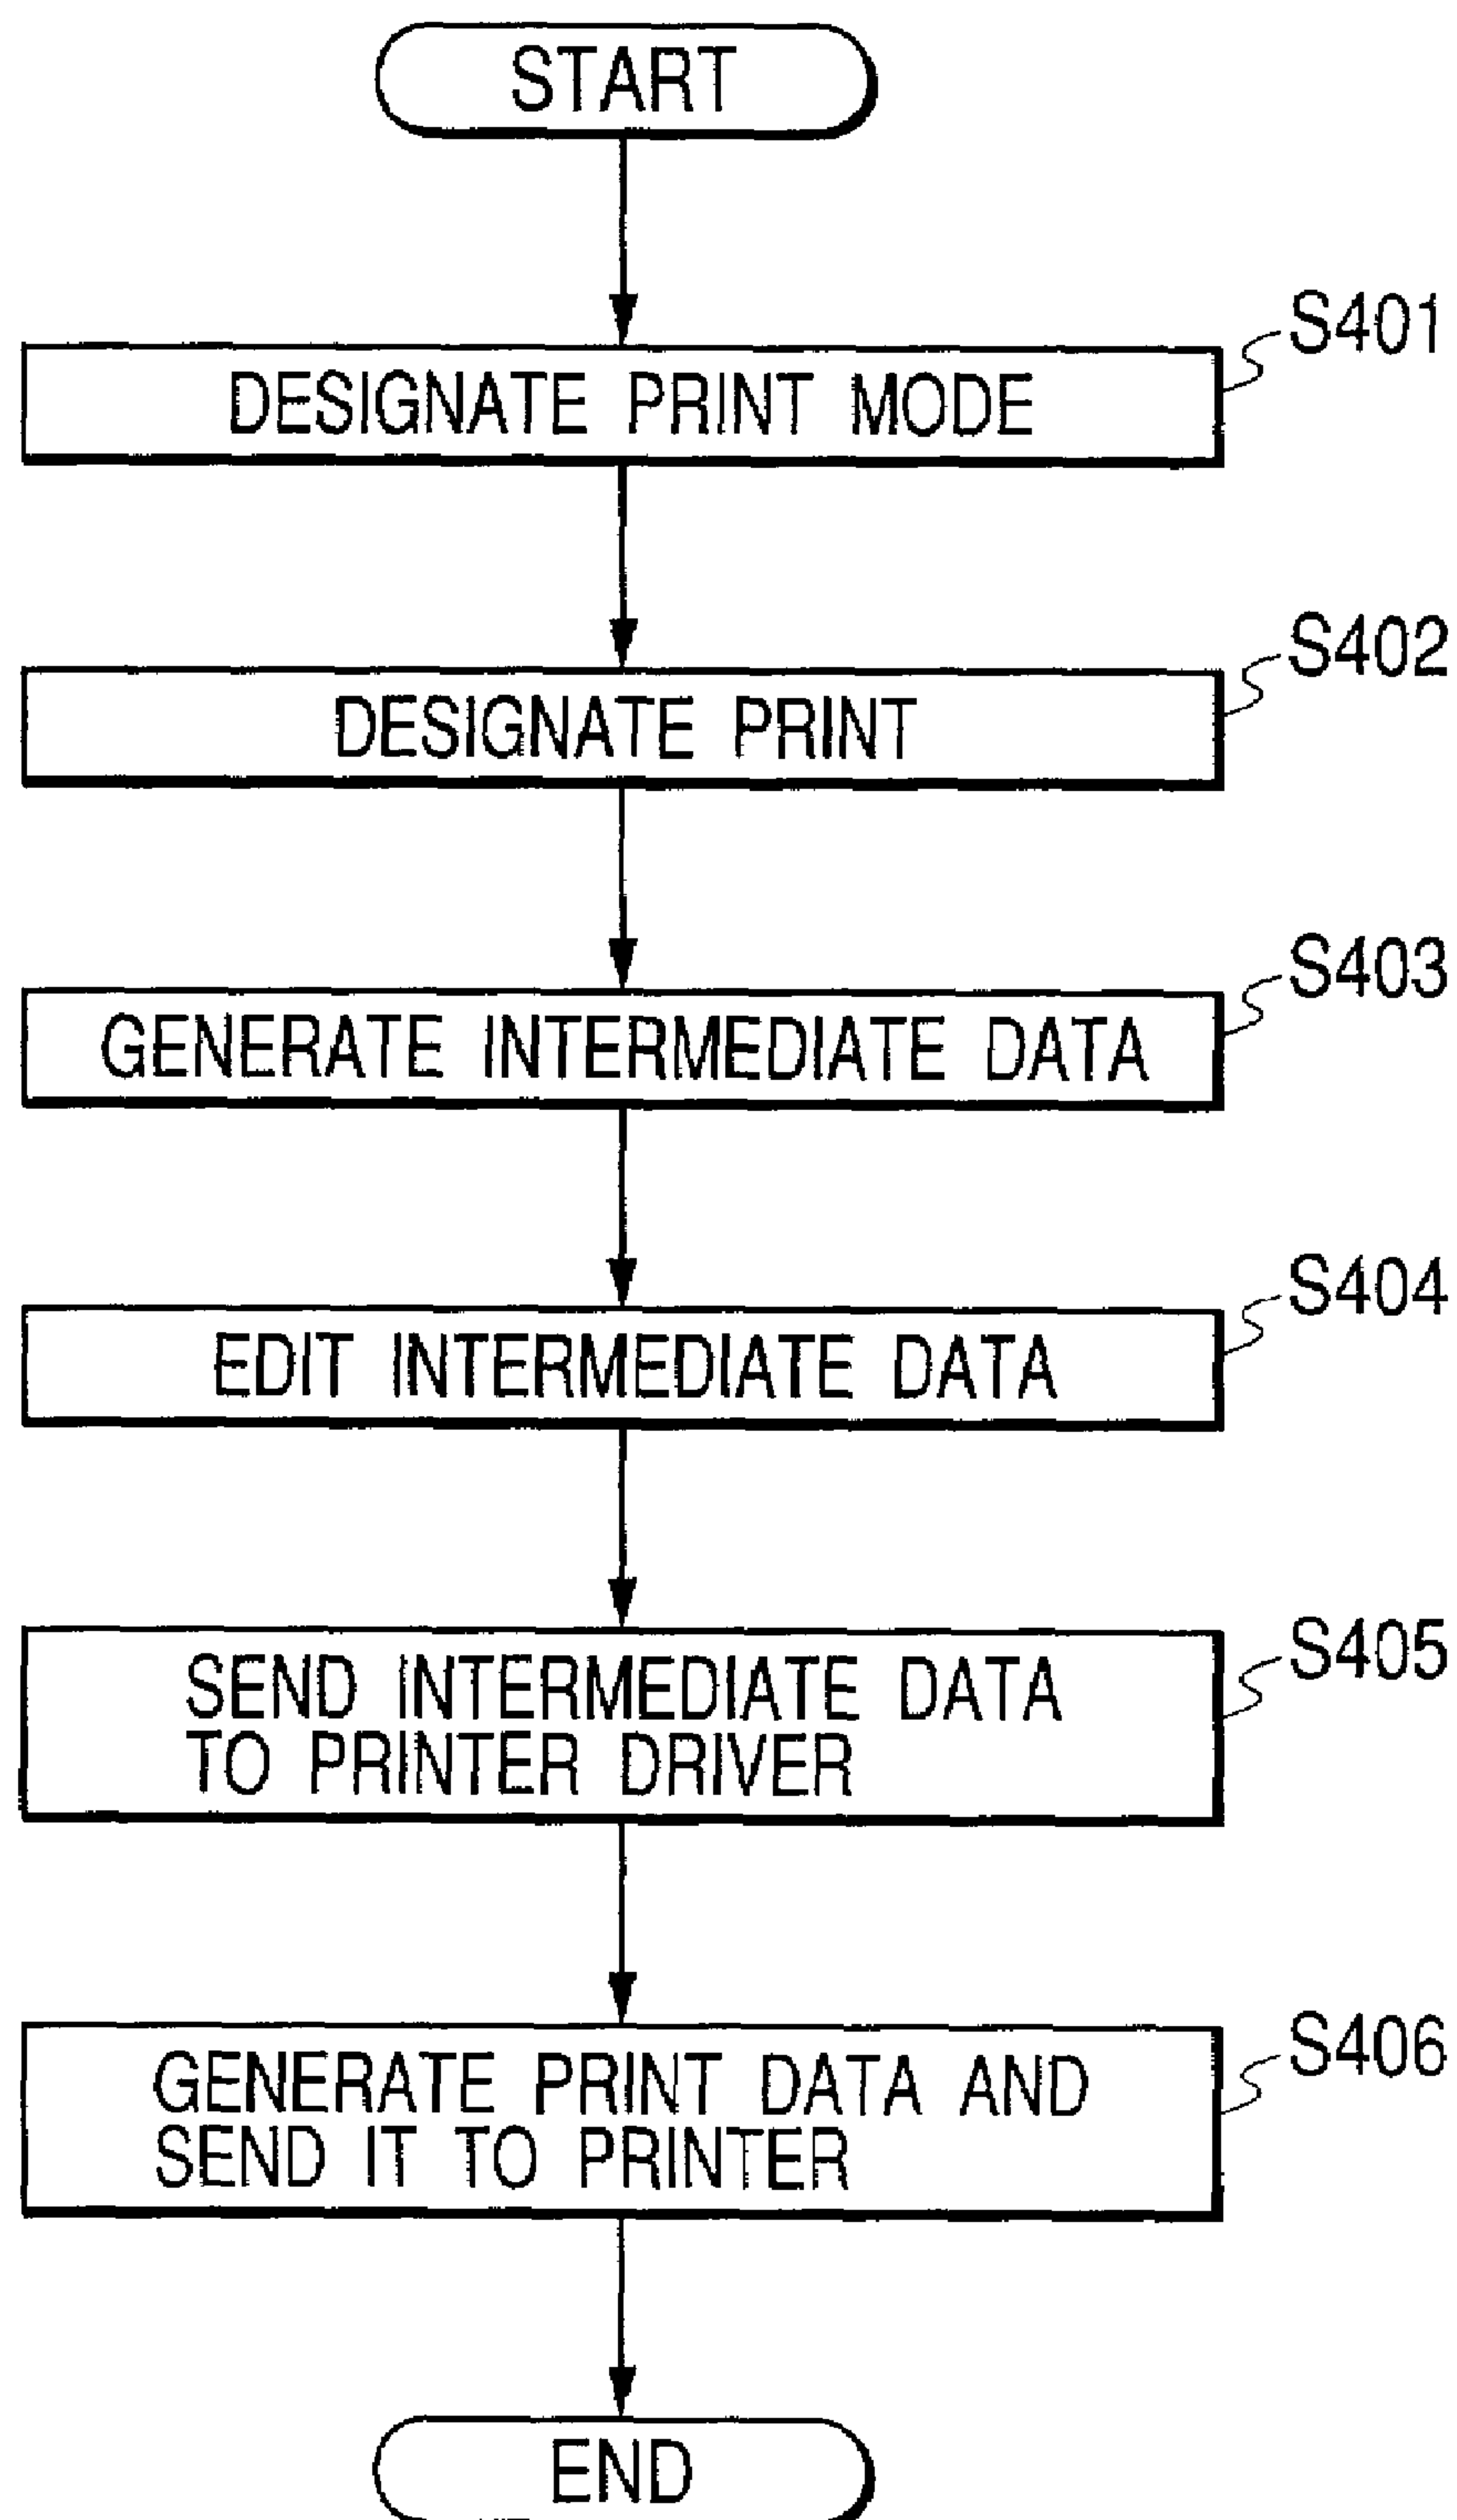 START
S401
DESIGNATE PRINT MODE
S402
DESIGNATE PRINT
S403
GENERATE INTERMEDIATE DATA
S404
EDIT INTERMEDIATE DATA
S405
SEND INTERMEDIATE DATA
TO PRINTER DRIVER
S406
GENERATE PRINT DATA AND
SEND IT TO PRINTER
END